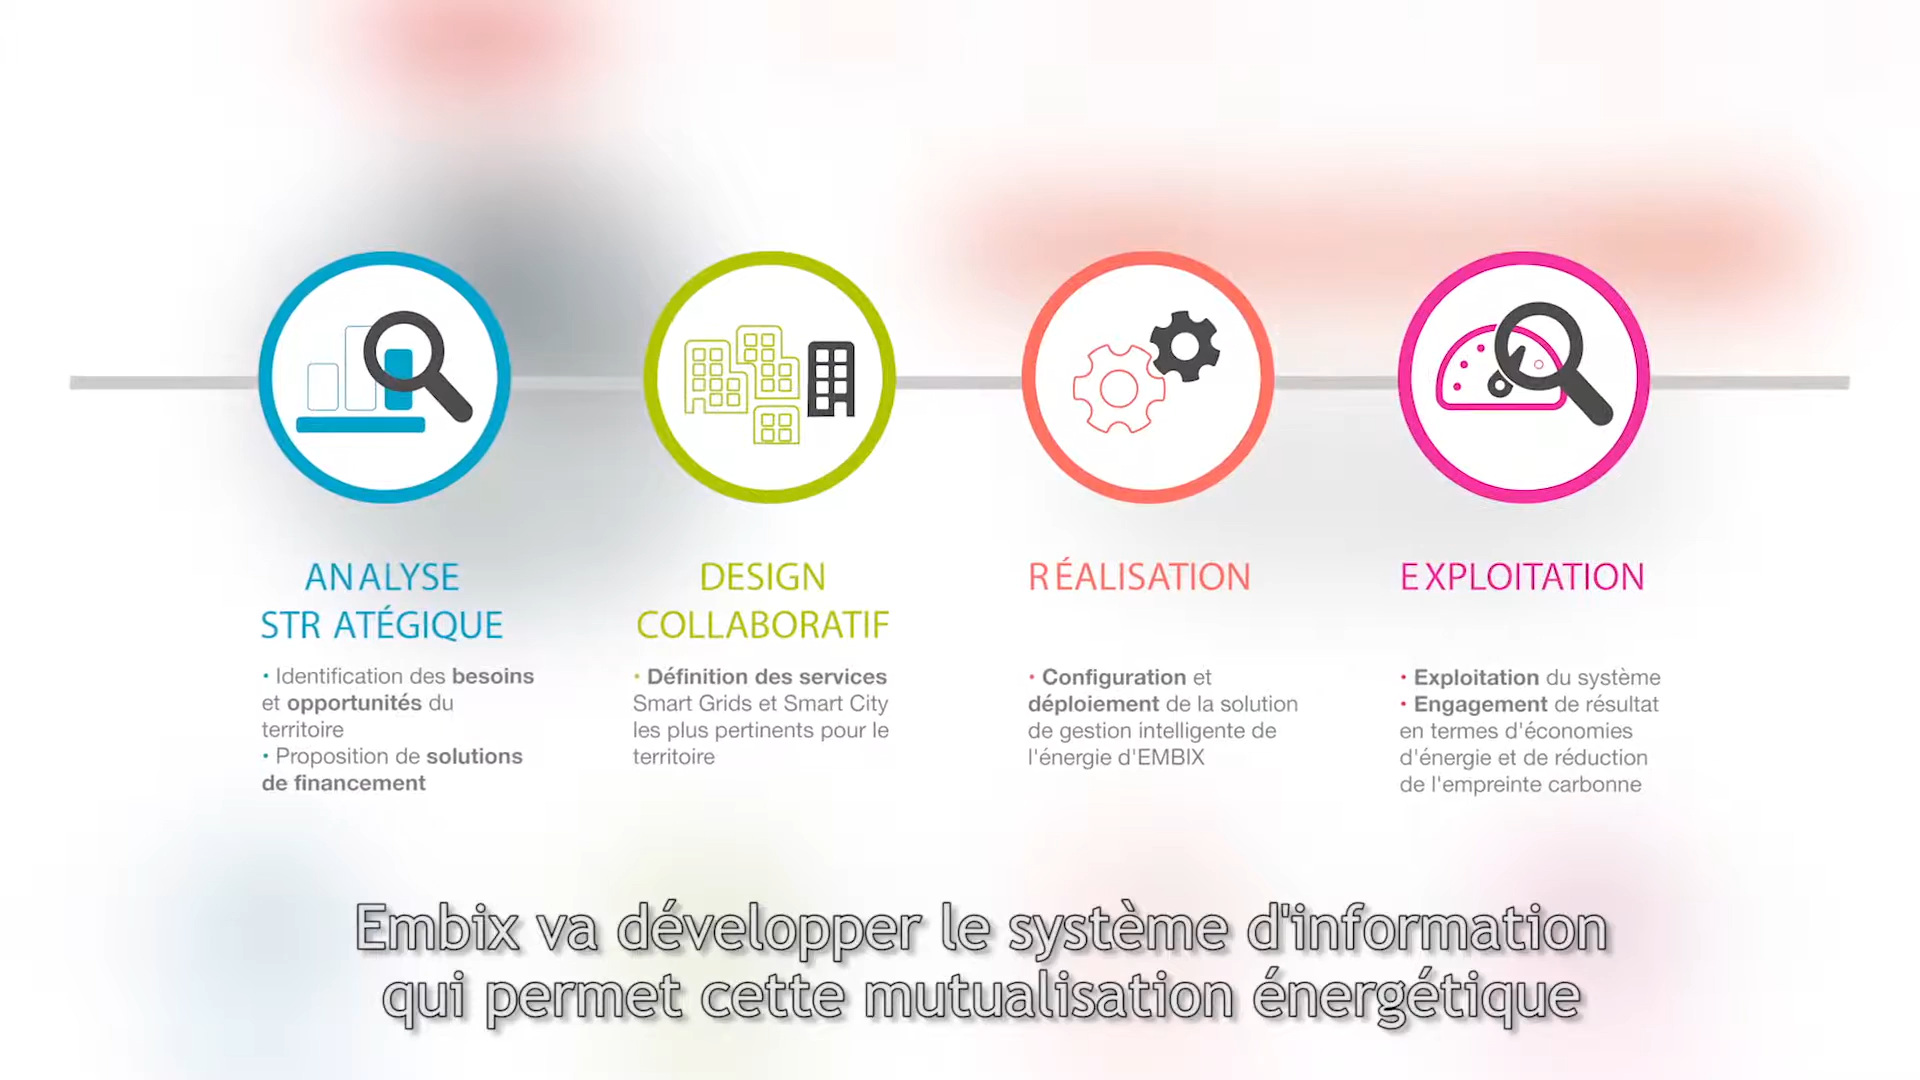 ANALYSE
STRATÉGIQUE
• Identification des besoins
et opportunités du
territoire
• Proposition de solutions
de financement
DESIGN
COLLABORATIF
• Définition des services
Smart Grids et Smart City
les plus pertinents pour le
territoire
RÉALISATION
• Configuration et
déploiement de la solution
de gestion intelligente de
l'énergie d'EMBIX
EXPLOITATION
• Exploitation du système
• Engagement de résultat
en termes d'économies
d'énergie et de réduction
de l'empreinte carbonne
Embix va développer le système d'information
qui permet cette mutualisation énergétique